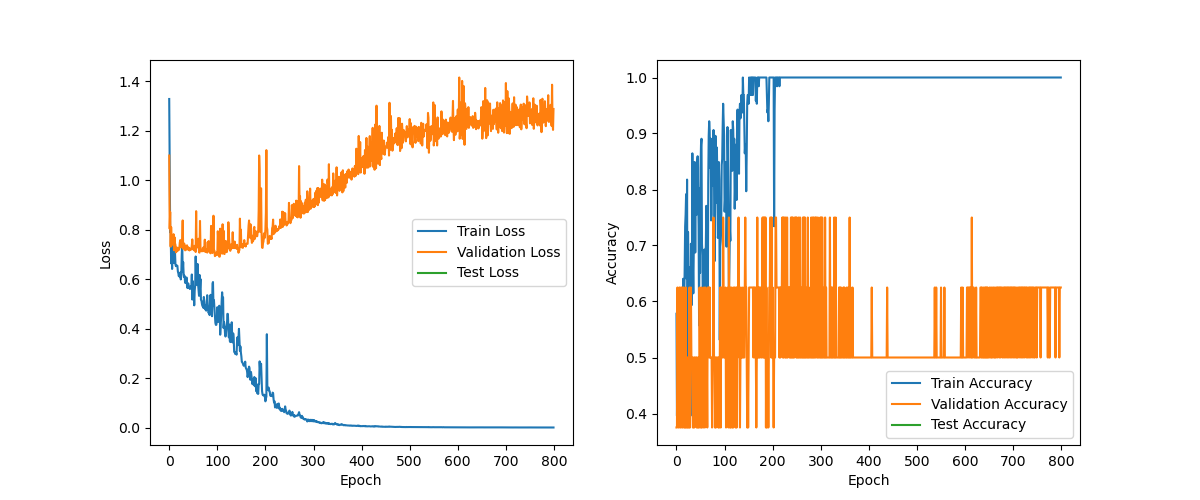 1.4
1.2
1.0
0.8
0.6
0.4
0.2
0.0
Loss
0 100 200 300 400 500 600 700 800
Epoch
Train Loss
Validation Loss
Test Loss
1.0
0.9
0.8
0.7
0.6
0.5
0.4
Accuracy
0 100 200 300 400 500 600 700 800
Epoch
Train Accuracy
Validation Accuracy
Test Accuracy